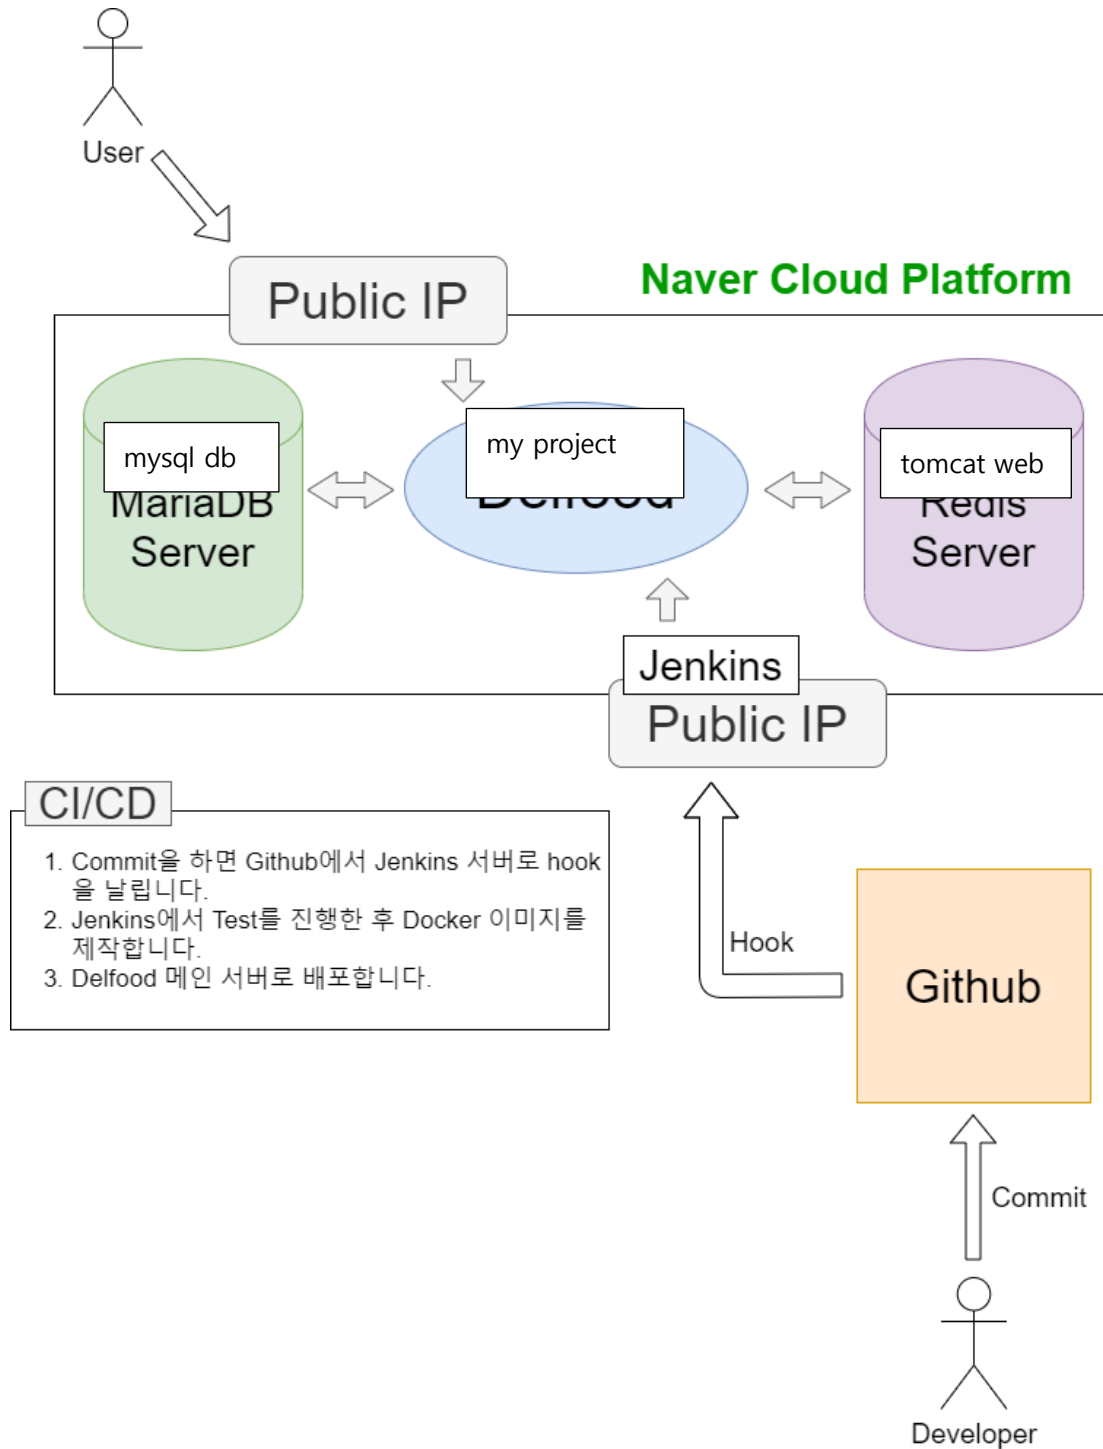 User
Public IP
Naver Cloud Platform
mysql db
MariaDB
Server
my project
Delfood
tomcat web
Redis
Server
Jenkins
Public IP
CI/CD
1. Commit을 하면 Github에서 Jenkins 서버로 hook
을 날립니다.
2. Jenkins에서 Test를 진행한 후 Docker 이미지를
제작합니다.
3. Delfood 메인 서버로 배포합니다.
Hook
Github
Commit
Developer